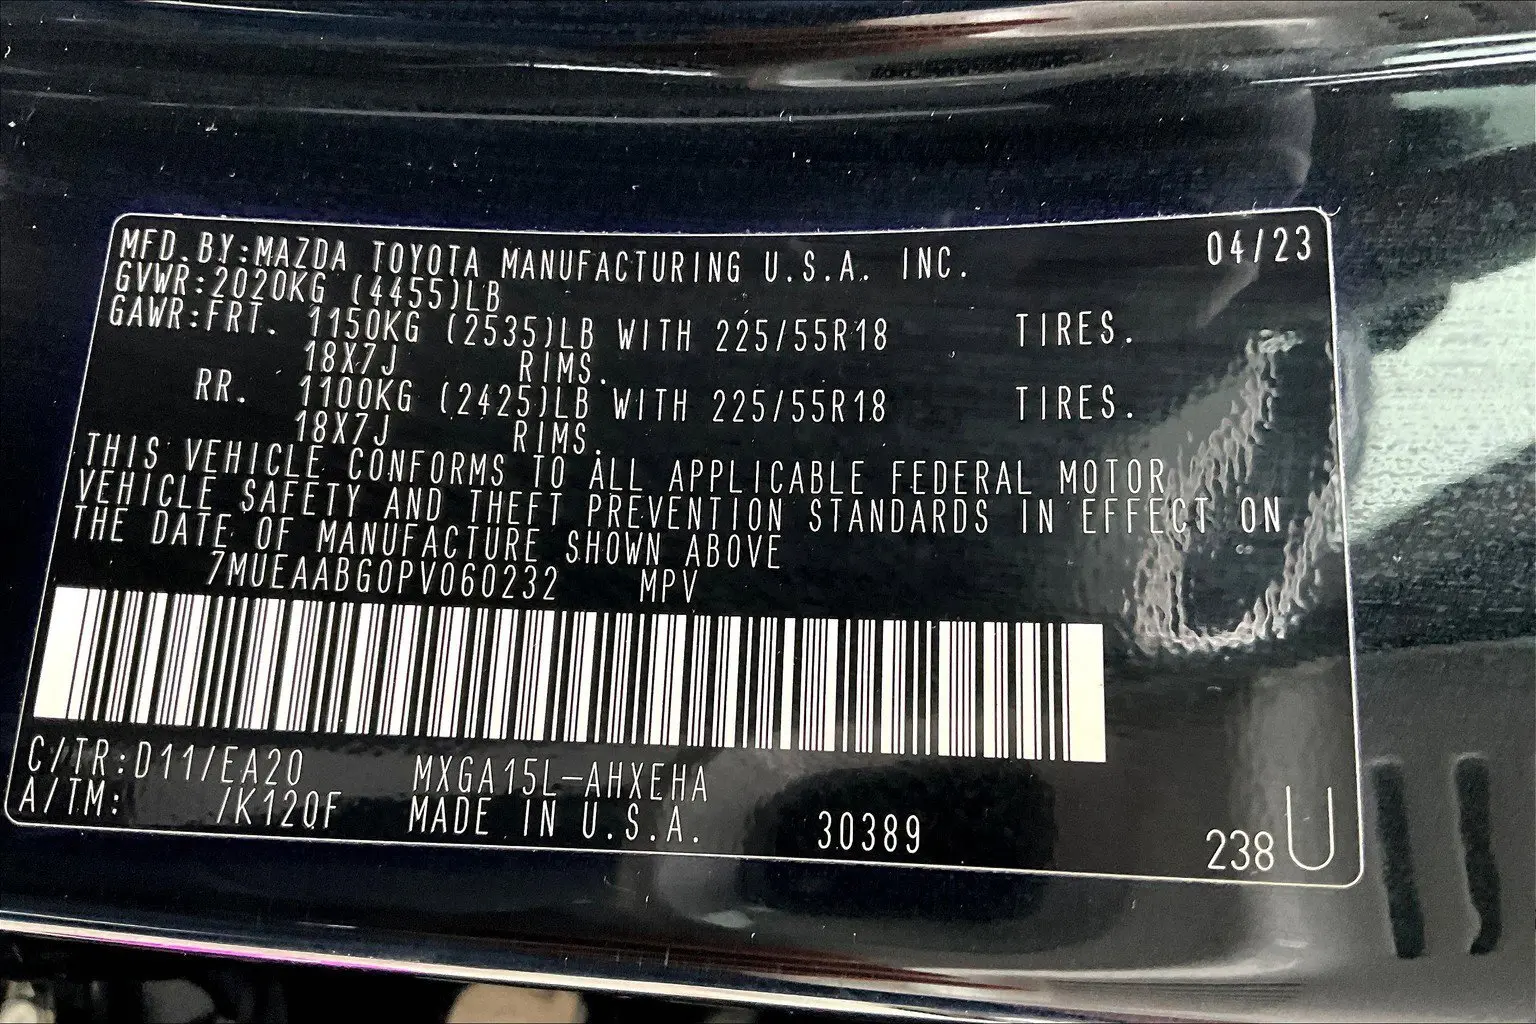 MFD.BY:MAZDA TOYOTA MANUFACTURING U.S.A. INC. 04/23
GVWR:2020KG (4455)LB
GAWR:FRT. 1150KG (2535)LB WITH 225/55R18 TIRES.
18X7J RIMS.
RR. 1100KG (2425)LB WITH 225/55R18 TIRES.
18X7J RIMS.
THIS VEHICLE CONFORMS TO ALL APPLICABLE FEDERAL MOTOR
VEHICLE SAFETY AND THEFT PREVENTION STANDARDS IN EFFECT ON
THE DATE OF MANUFACTURE SHOWN ABOVE
7MUEAABG0PV060232 MPV
C/TR:D11/EA20 MXGA15L-AHXEHA
A/TM: /K120F MADE IN U.S.A. 30389 238 U